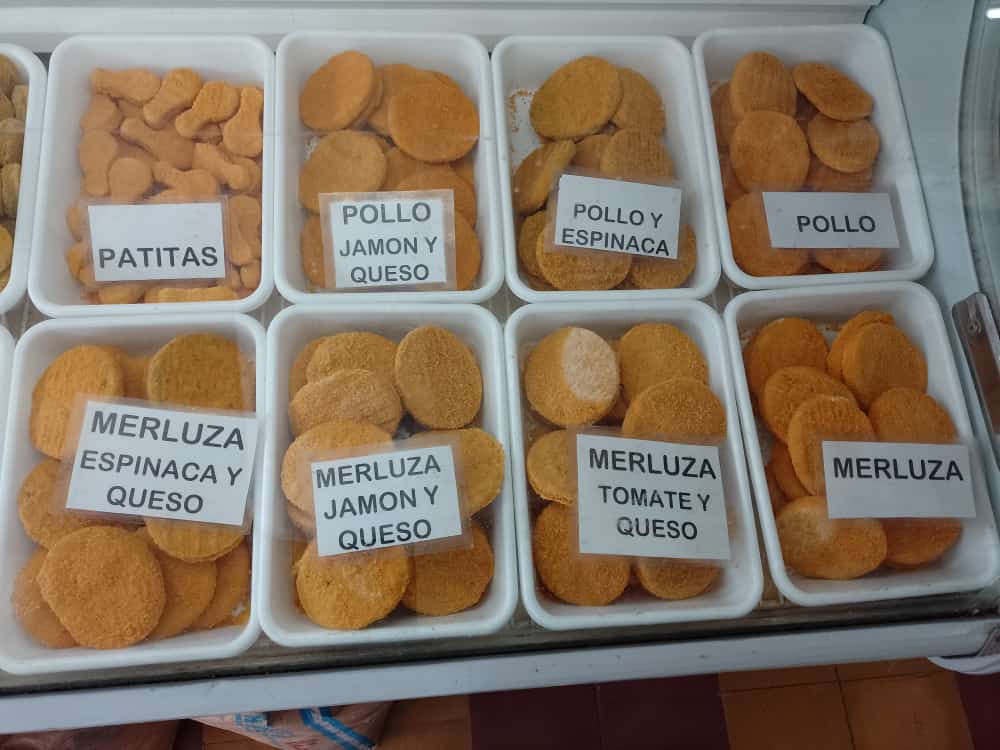 PATITAS
POLLO
JAMON Y
QUESO
POLLO Y
ESPINACA
POLLO
MERLUZA
ESPINACA Y
QUESO
MERLUZA
JAMON Y
QUESO
MERLUZA
TOMATE Y
QUESO
MERLUZA